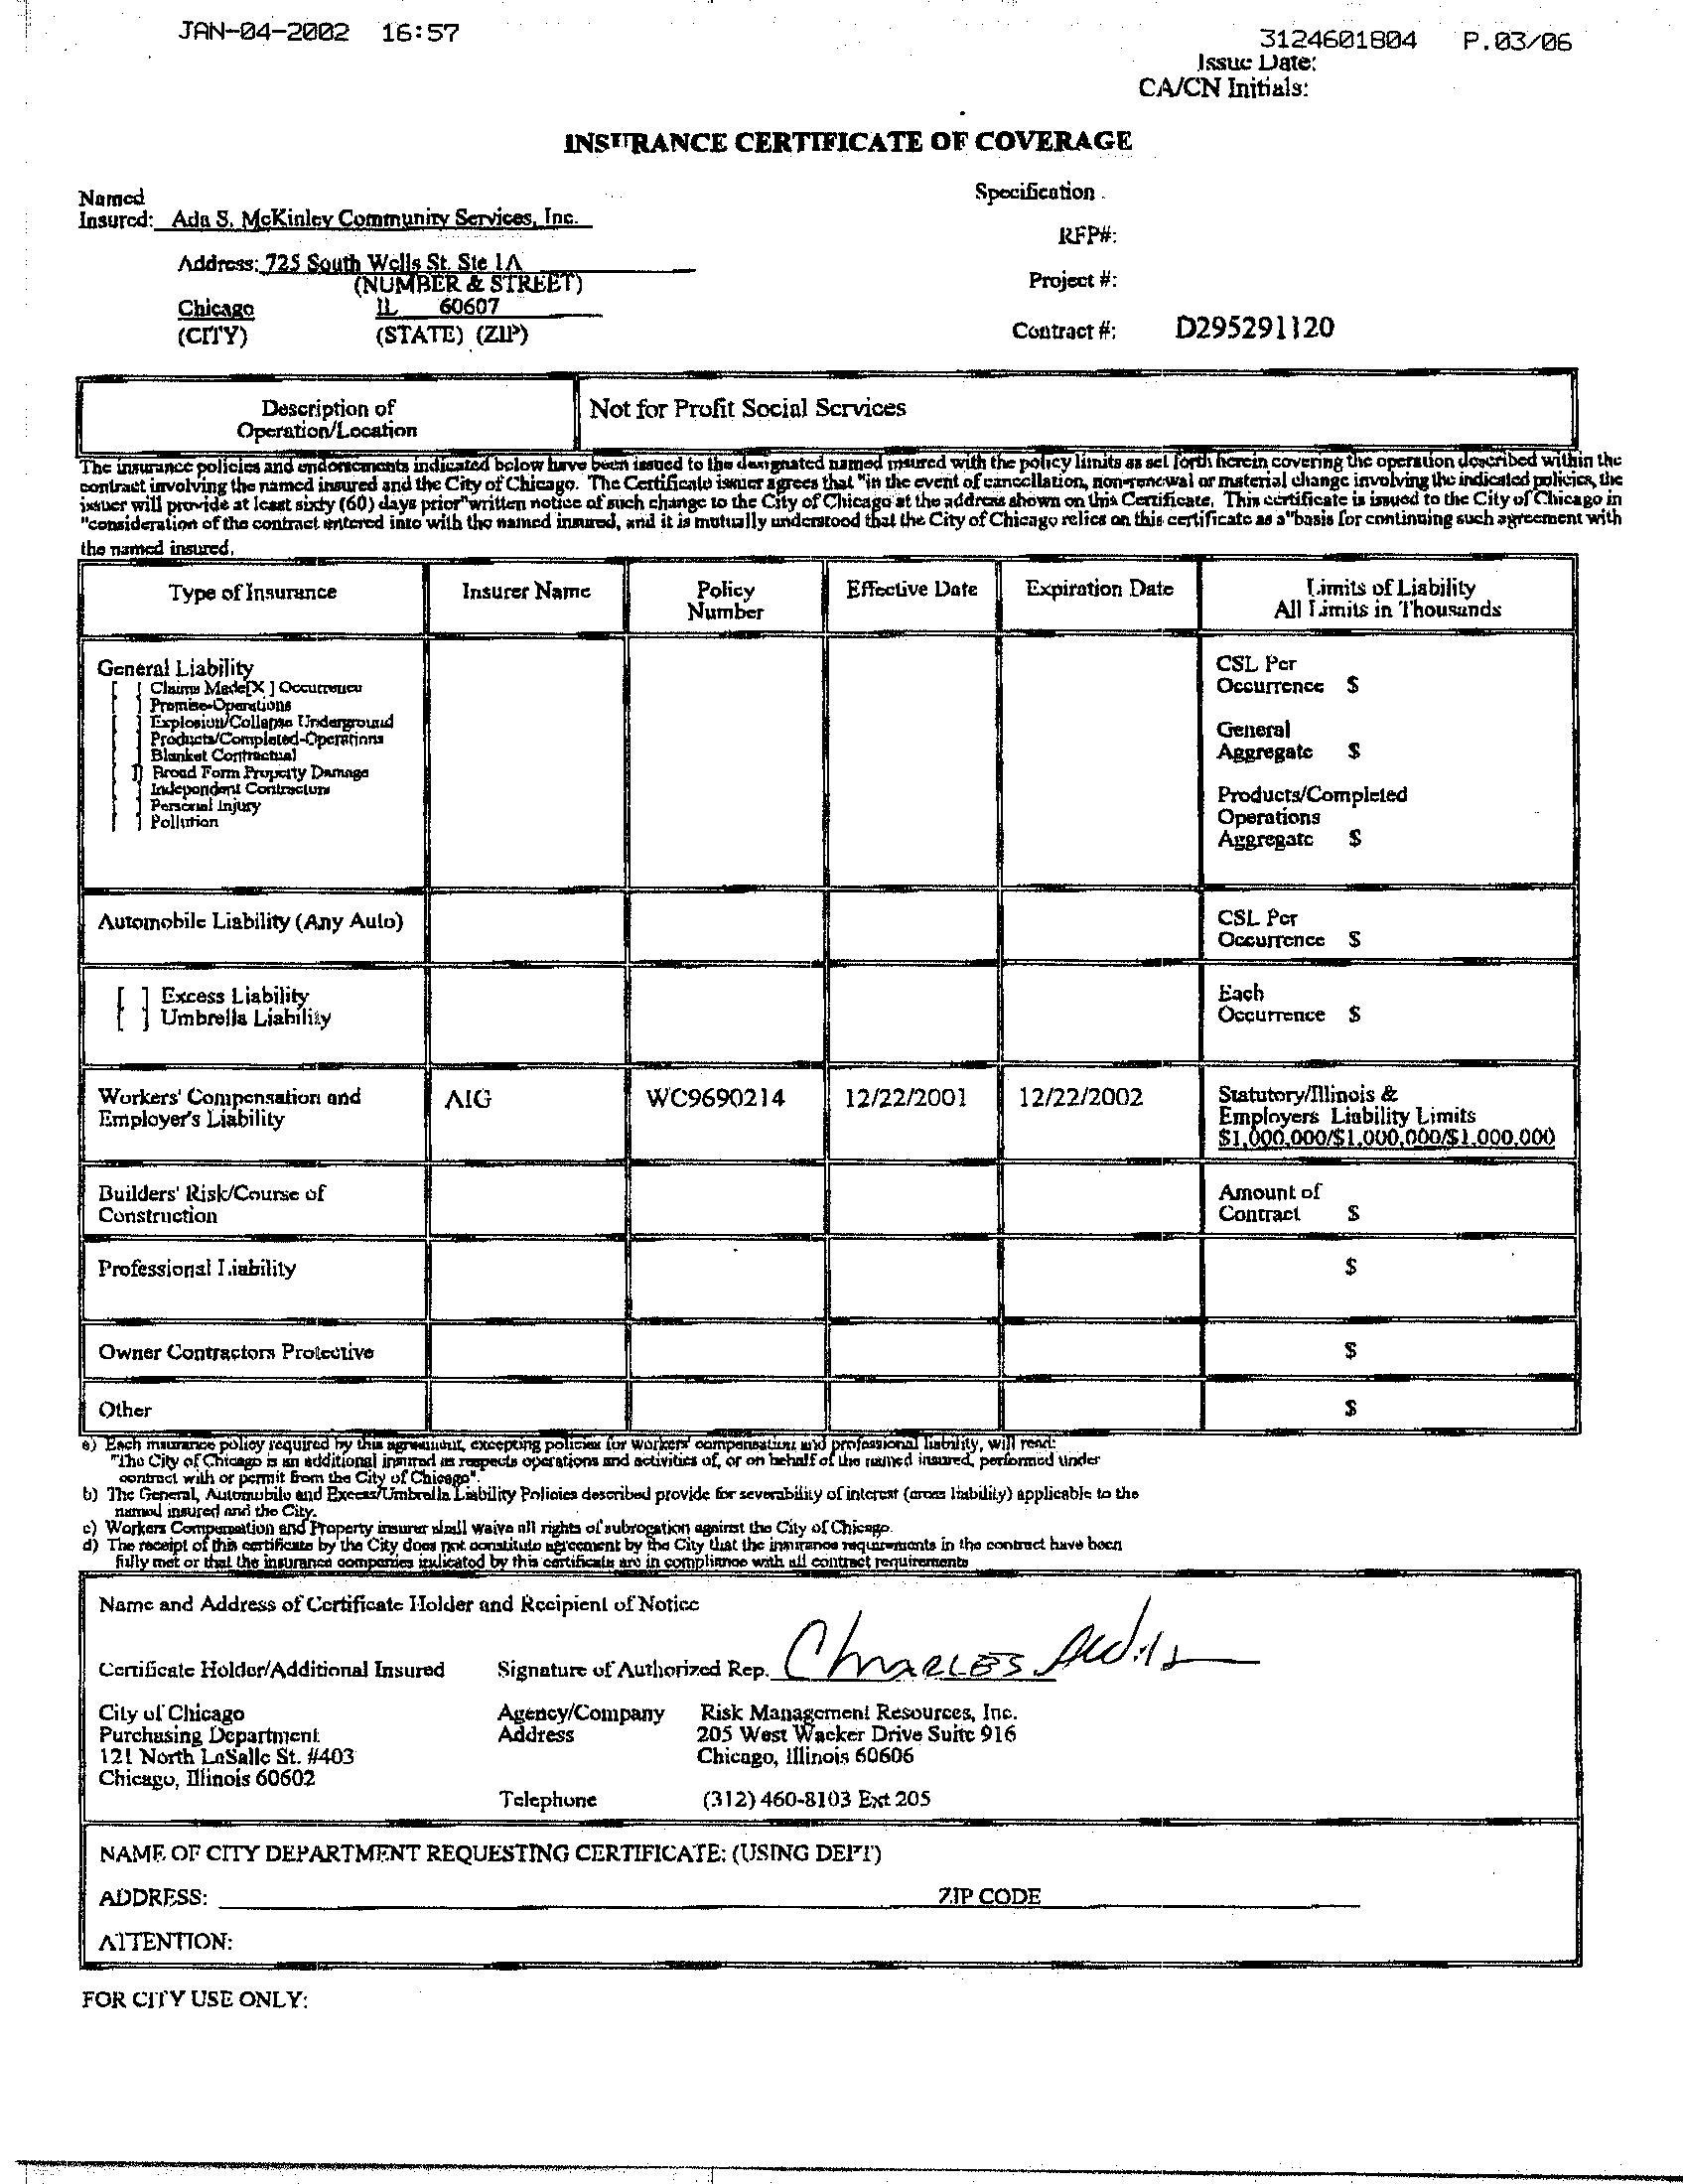 JAN-04-2002 16:57
3124601804 P.03/06
Issue Date:
CA/CN Initials:
INSURANCE CERTIFICATE OF COVERAGE
Named
Insured: Ada S. McKinley Community Services, Inc.
Specification
RFP#:
Address: 725 South Wells St. Ste 1A
(NUMBER & STREET)
Project #:
Chicago IL 60607
(CITY) (STATE) (ZIP)
Contract #: D295291120
Description of
Operation/Location
Not for Profit Social Services
The insurance policies and endorsements indicated below have been issued to the designated named insured with the policy limits as set forth herein covering the operation described within the
contract involving the named insured and the City of Chicago. The Certificate issuer agrees that "in the event of cancellation, non-renewal or material change involving the indicated policies, the
issuer will provide at least sixty (60) days prior"written notice of such change to the City of Chicago at the address shown on this Certificate. This certificate is issued to the City of Chicago in
"consideration of the contract entered into with the named insured, and it is mutually understood that the City of Chicago relies on this certificate as a"basis for continuing such agreement with
the named insured.
Type of Insurance Insurer Name Policy Number Effective Date Expiration Date Limits of Liability
All Limits in Thousands
General Liability
[ ] Claims Made[X ] Occurrence
[ ] Premise-Operations
[ ] Explosion/Collapse Underground
[ ] Products/Completed-Operations
[ ] Blanket Contractual
[ ] Broad Form Property Damage
[ ] Independent Contractors
[ ] Personal Injury
[ ] Pollution
CSL Per
Occurrence $
General
Aggregate $
Products/Completed
Operations
Aggregate $
Automobile Liability (Any Auto)
CSL Per
Occurrence $
[ ] Excess Liability
[ ] Umbrella Liability
Each
Occurrence $
Workers' Compensation and
Employer's Liability
AIG WC9690214 12/22/2001 12/22/2002
Statutory/Illinois &
Employers Liability Limits
$1,000,000/$1,000,000/$1,000,000
Builders' Risk/Course of
Construction
Amount of
Contract $
Professional Liability $
Owner Contractors Protective $
Other $
a) Each insurance policy required by this agreement, excepting policies for workers' compensation and professional liability, will read:
"The City of Chicago is an additional insured as respects operations and activities of, or on behalf of the named insured, performed under
contract with or permit from the City of Chicago".
b) The General, Automobile and Excess/Umbrella Liability Policies described provide for severability of interest (cross liability) applicable to the
named insured and the City.
c) Workers Compensation and Property insurer shall waive all rights of subrogation against the City of Chicago.
d) The receipt of this certificate by the City does not constitute agreement by the City that the insurance requirements in the contract have been
fully met or that the insurance companies indicated by this certificate are in compliance with all contract requirements
Name and Address of Certificate Holder and Recipient of Notice
Certificate Holder/Additional Insured
Signature of Authorized Rep. Charles
City of Chicago
Purchasing Department
121 North LaSalle St. #403
Chicago, Illinois 60602
Agency/Company Risk Management Resources, Inc.
Address 205 West Wacker Drive Suite 916
Chicago, Illinois 60606
Telephone (312) 460-8103 Ext 205
NAME OF CITY DEPARTMENT REQUESTING CERTIFICATE: (USING DEPT)
ADDRESS: ZIP CODE
ATTENTION:
FOR CITY USE ONLY: